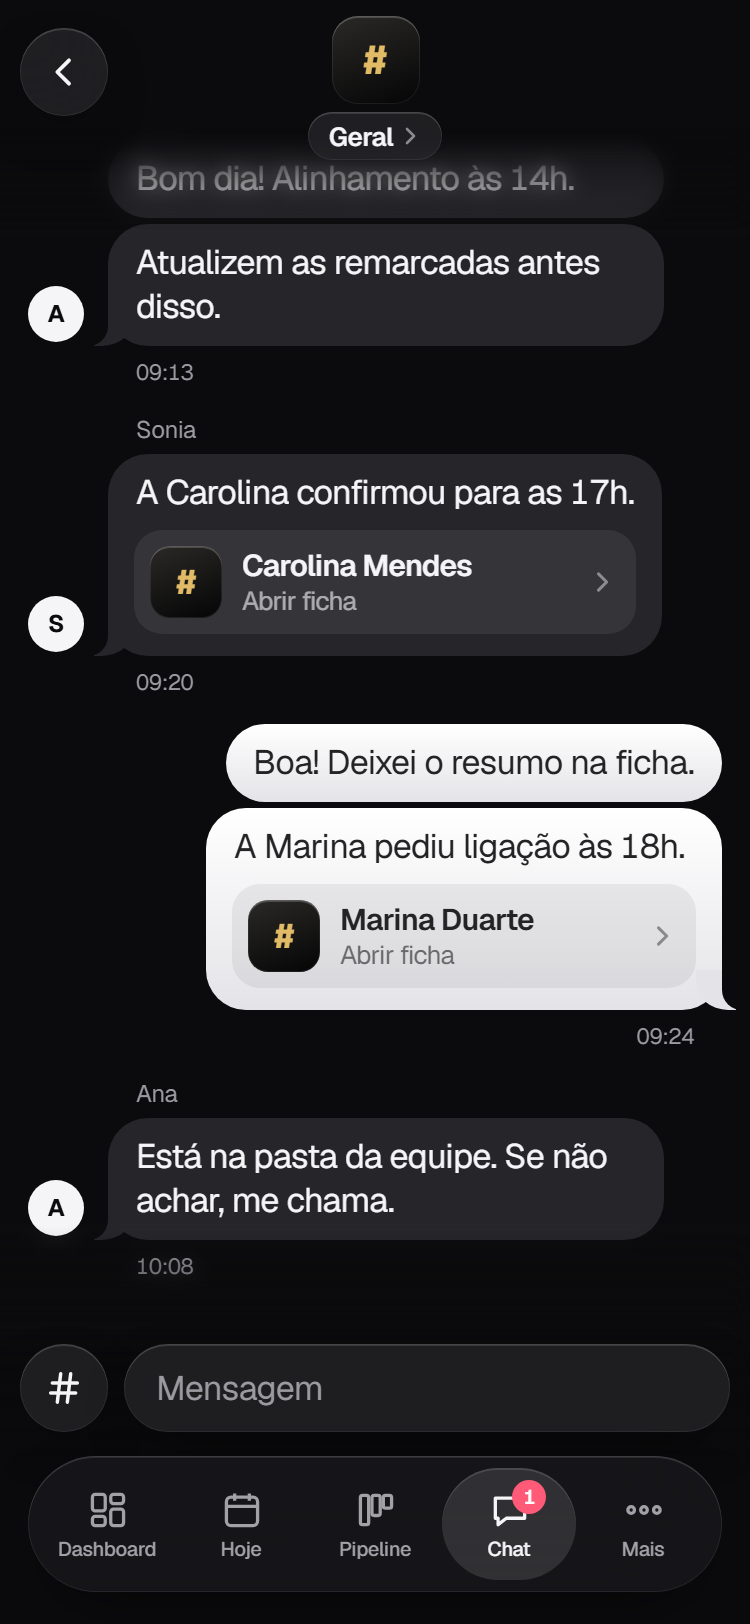 #
Geral
Bom dia! Alinhamento às 14h.
Atualizem as remarcadas antes
disso.
A
09:13
Sonia
A Carolina confirmou para as 17h.
#
Carolina Mendes
Abrir ficha
S
09:20
Boa! Deixei o resumo na ficha.
A Marina pediu ligação às 18h.
#
Marina Duarte
Abrir ficha
09:24
Ana
Está na pasta da equipe. Se não
achar, me chama.
A
10:08
# Mensagem
1
Dashboard Hoje Pipeline Chat Mais